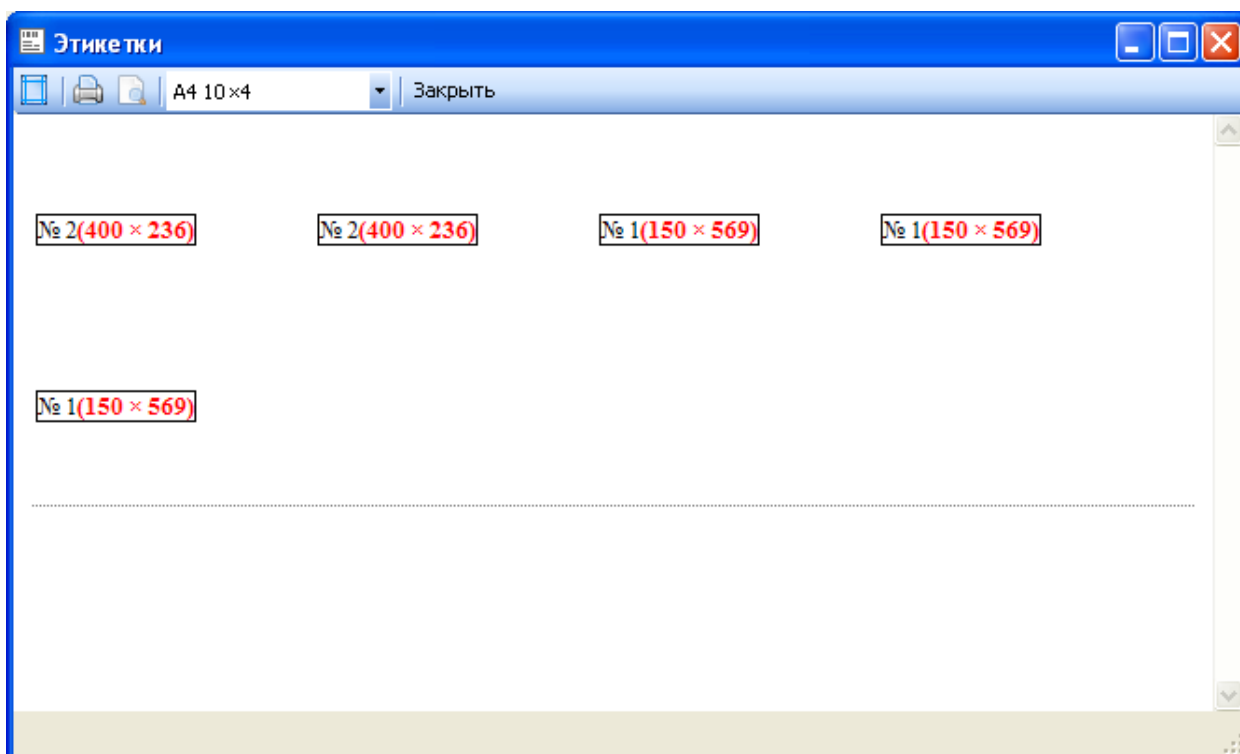 Этикетки
A4 10×4 Закрыть
№ 2(400 × 236) № 2(400 × 236) № 1(150 × 569) № 1(150 × 569)
№ 1(150 × 569)